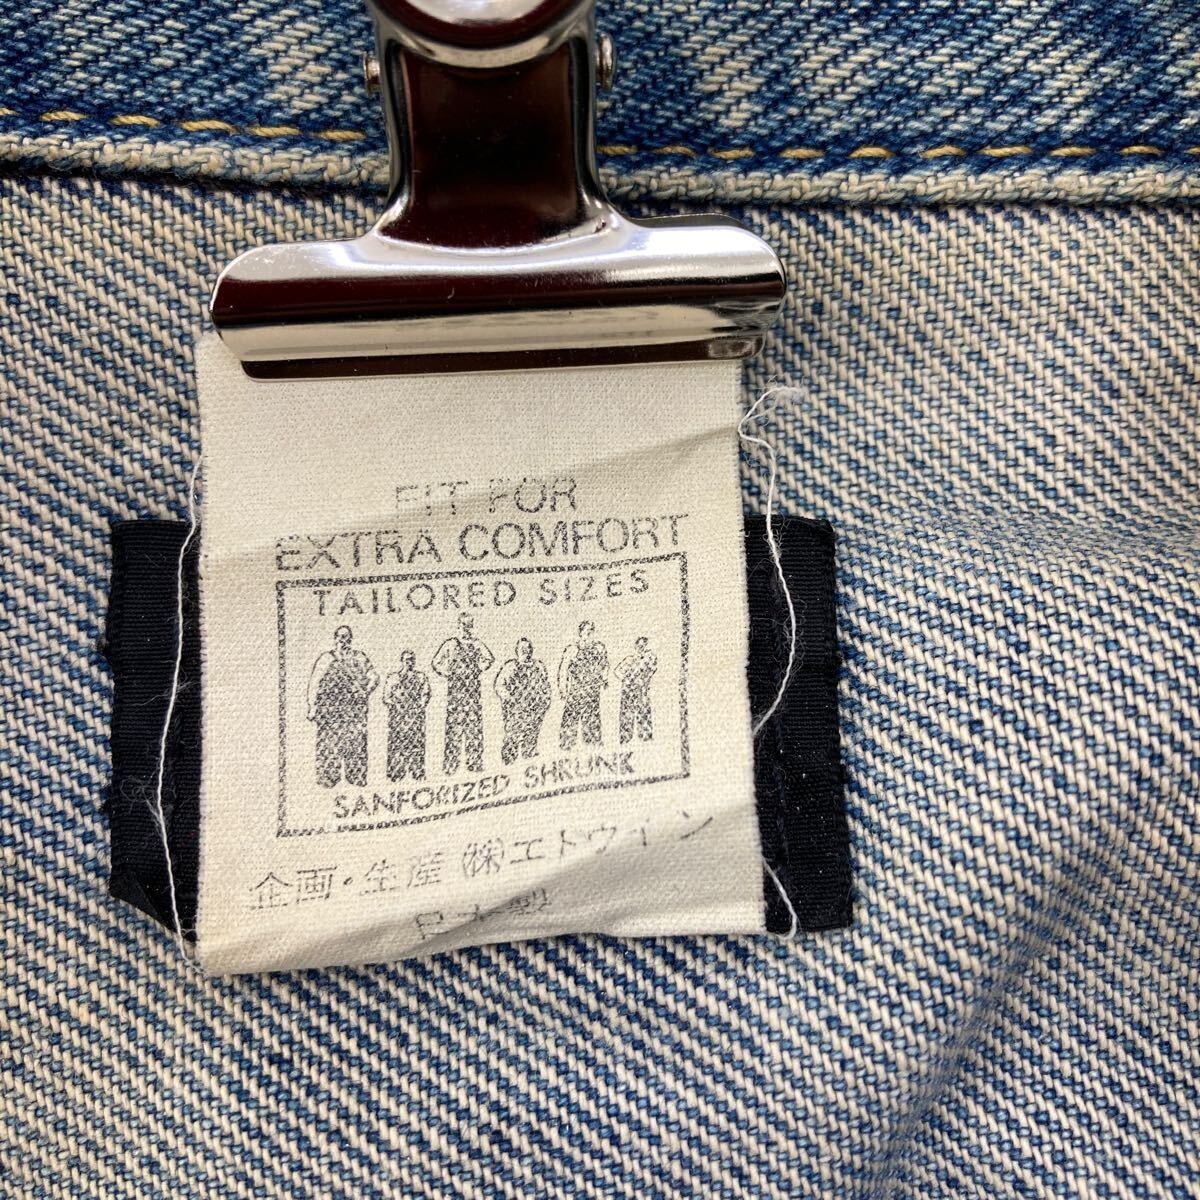 FIT FOR
EXTRA COMFORT
TAILORED SIZES
SANFORIZED SHRUNK
企画・生産 ㈱エドウイン
日本製